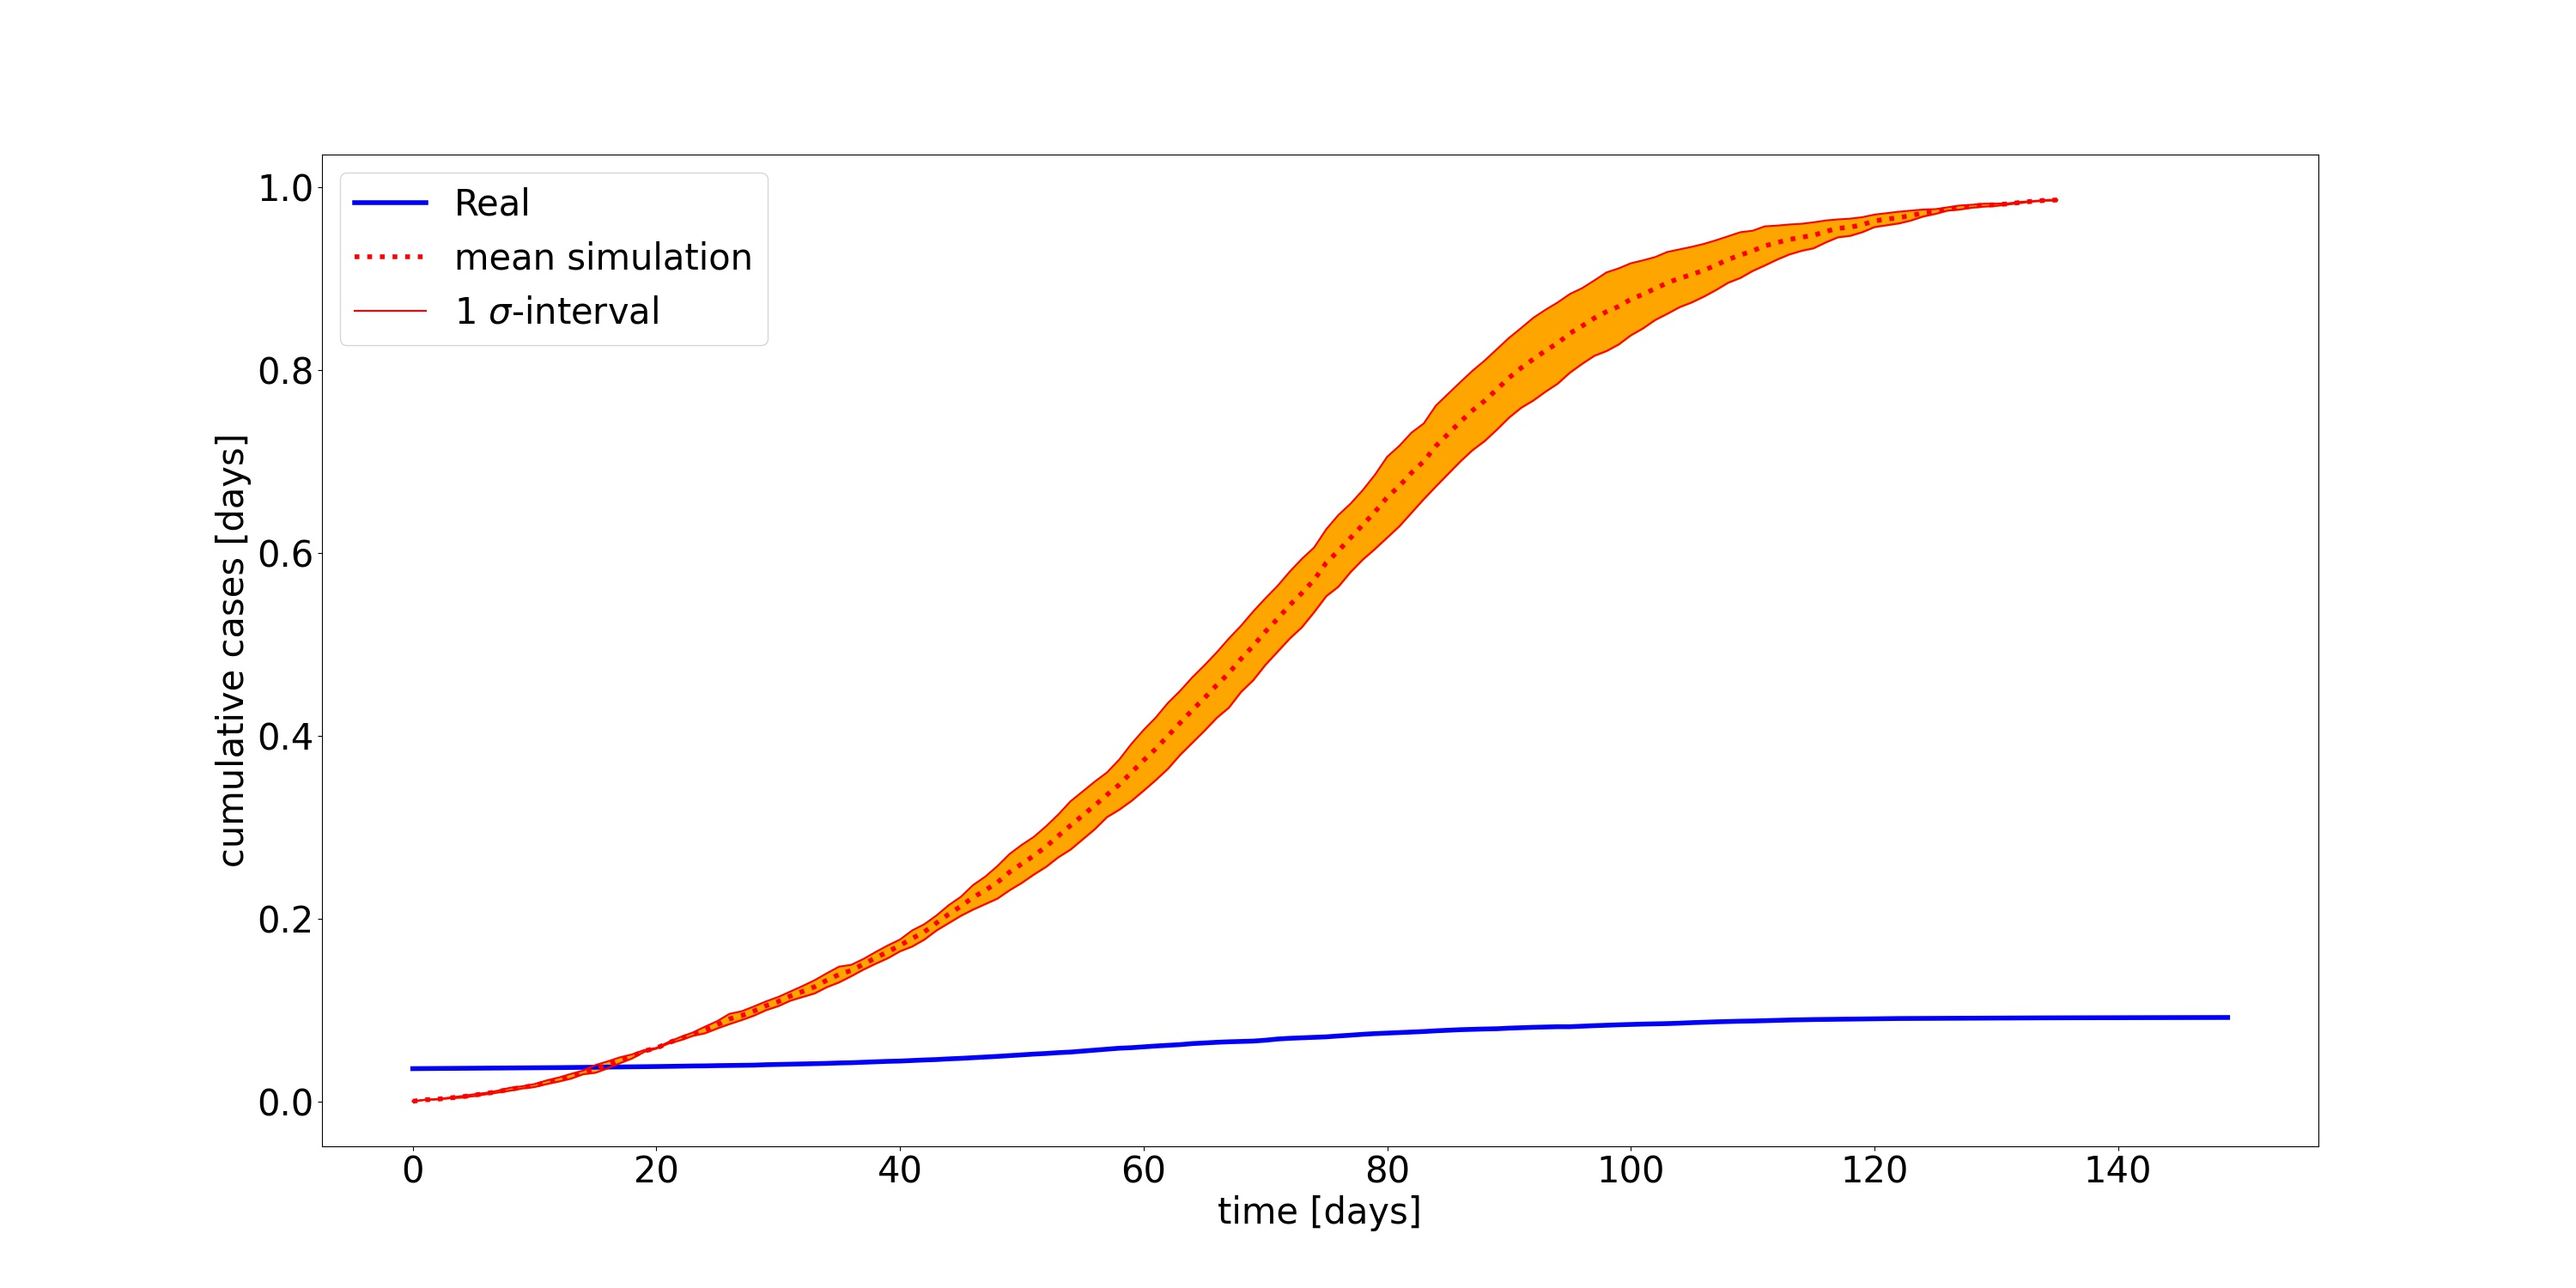 Real
mean simulation
1 σ-interval
cumulative cases [days]
1.0
0.8
0.6
0.4
0.2
0.0
0 20 40 60 80 100 120 140
time [days]